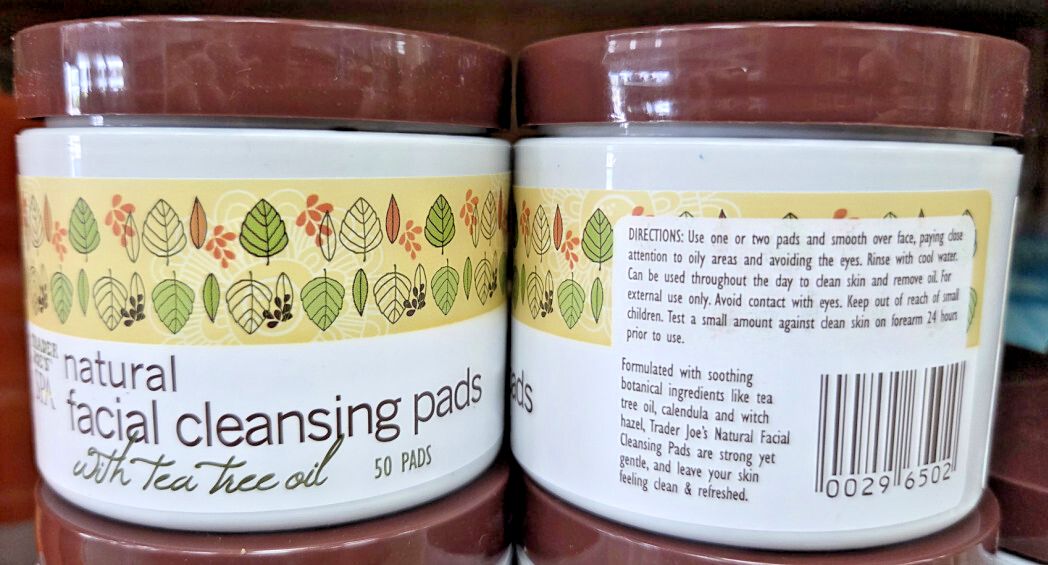 TRADER
JOE'S
SPA
natural
facial cleansing pads
with tea tree oil
50 PADS
ads
DIRECTIONS: Use one or two pads and smooth over face, paying close
attention to oily areas and avoiding the eyes. Rinse with cool water.
Can be used throughout the day to clean skin and remove oil. For
external use only. Avoid contact with eyes. Keep out of reach of small
children. Test a small amount against clean skin on forearm 24 hours
prior to use.
Formulated with soothing
botanical ingredients like tea
tree oil, calendula and witch
hazel, Trader Joe's Natural Facial
Cleansing Pads are strong yet
gentle, and leave your skin
feeling clean & refreshed.
0029 6502